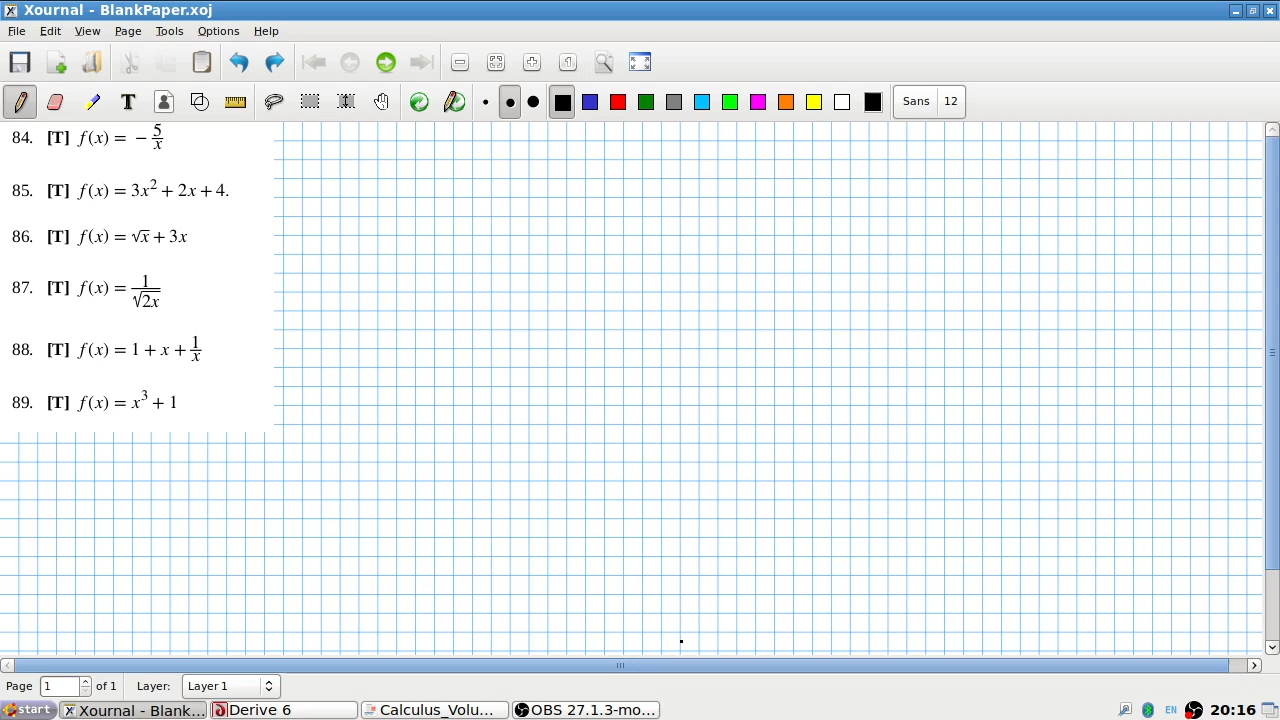 Xournal - BlankPaper.xoj
File Edit View Page Tools Options Help
Sans 12
84. [T] f(x) = − 5/x
85. [T] f(x) = 3x² + 2x + 4.
86. [T] f(x) = √x + 3x
87. [T] f(x) = 1/√2x
88. [T] f(x) = 1 + x + 1/x
89. [T] f(x) = x³ + 1
Page 1 of 1 Layer: Layer 1
start Xournal - Blank... Derive 6 Calculus_Volu... OBS 27.1.3-mo... EN 20:16